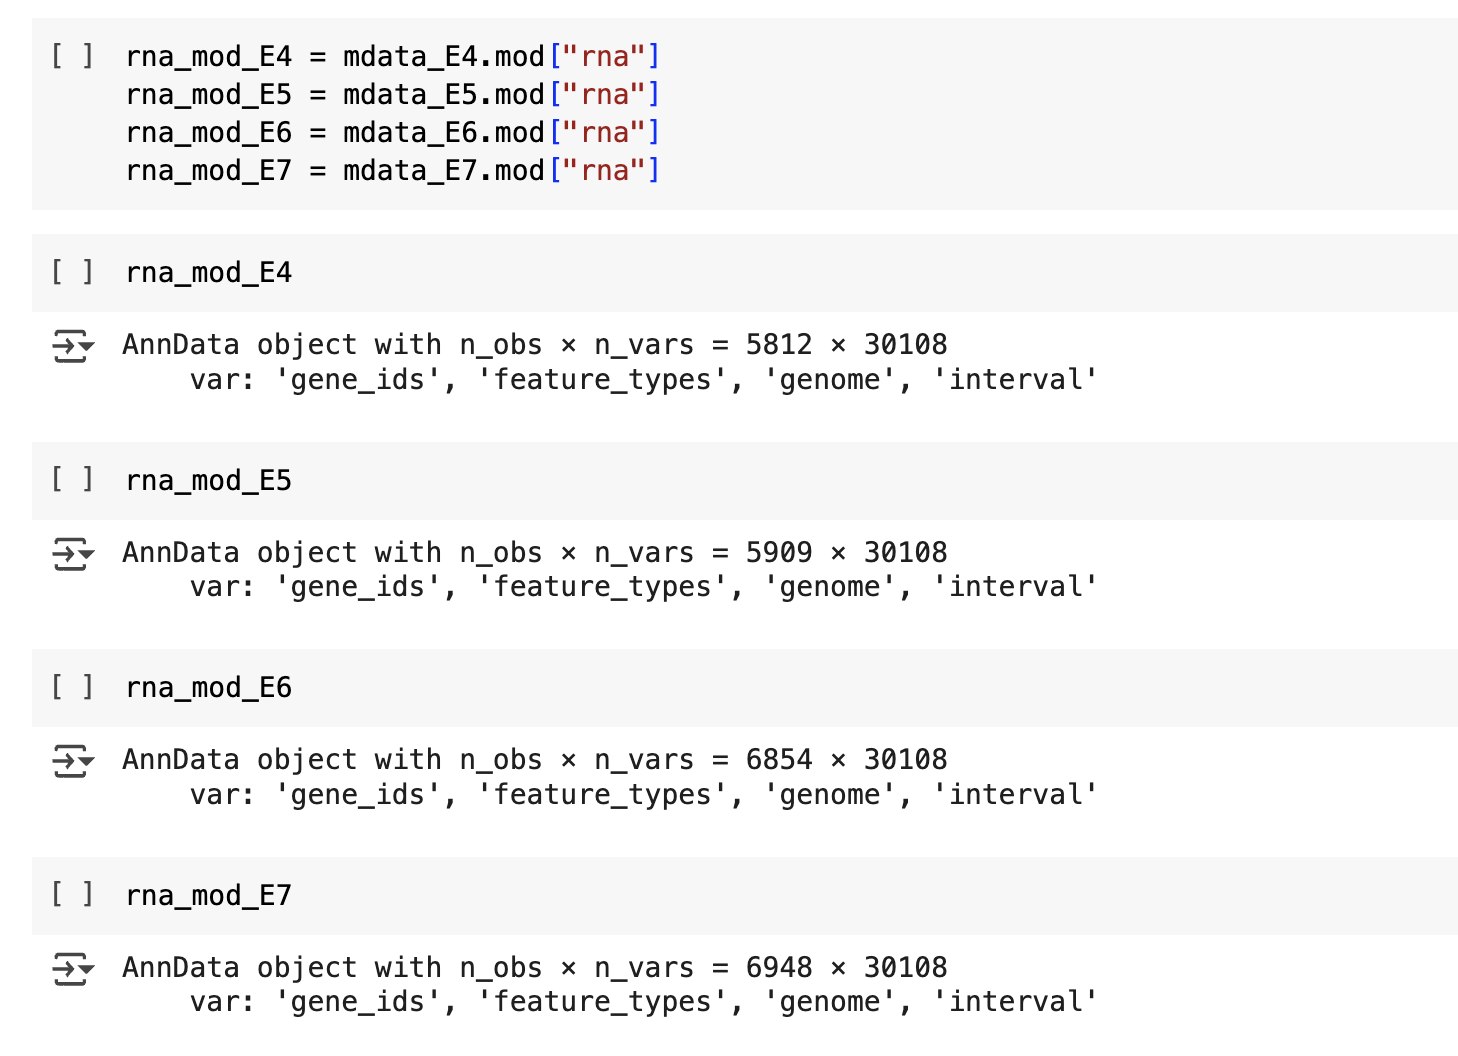 [ ] rna_mod_E4 = mdata_E4.mod["rna"]
rna_mod_E5 = mdata_E5.mod["rna"]
rna_mod_E6 = mdata_E6.mod["rna"]
rna_mod_E7 = mdata_E7.mod["rna"]
[ ] rna_mod_E4
AnnData object with n_obs × n_vars = 5812 × 30108
var: 'gene_ids', 'feature_types', 'genome', 'interval'
[ ] rna_mod_E5
AnnData object with n_obs × n_vars = 5909 × 30108
var: 'gene_ids', 'feature_types', 'genome', 'interval'
[ ] rna_mod_E6
AnnData object with n_obs × n_vars = 6854 × 30108
var: 'gene_ids', 'feature_types', 'genome', 'interval'
[ ] rna_mod_E7
AnnData object with n_obs × n_vars = 6948 × 30108
var: 'gene_ids', 'feature_types', 'genome', 'interval'